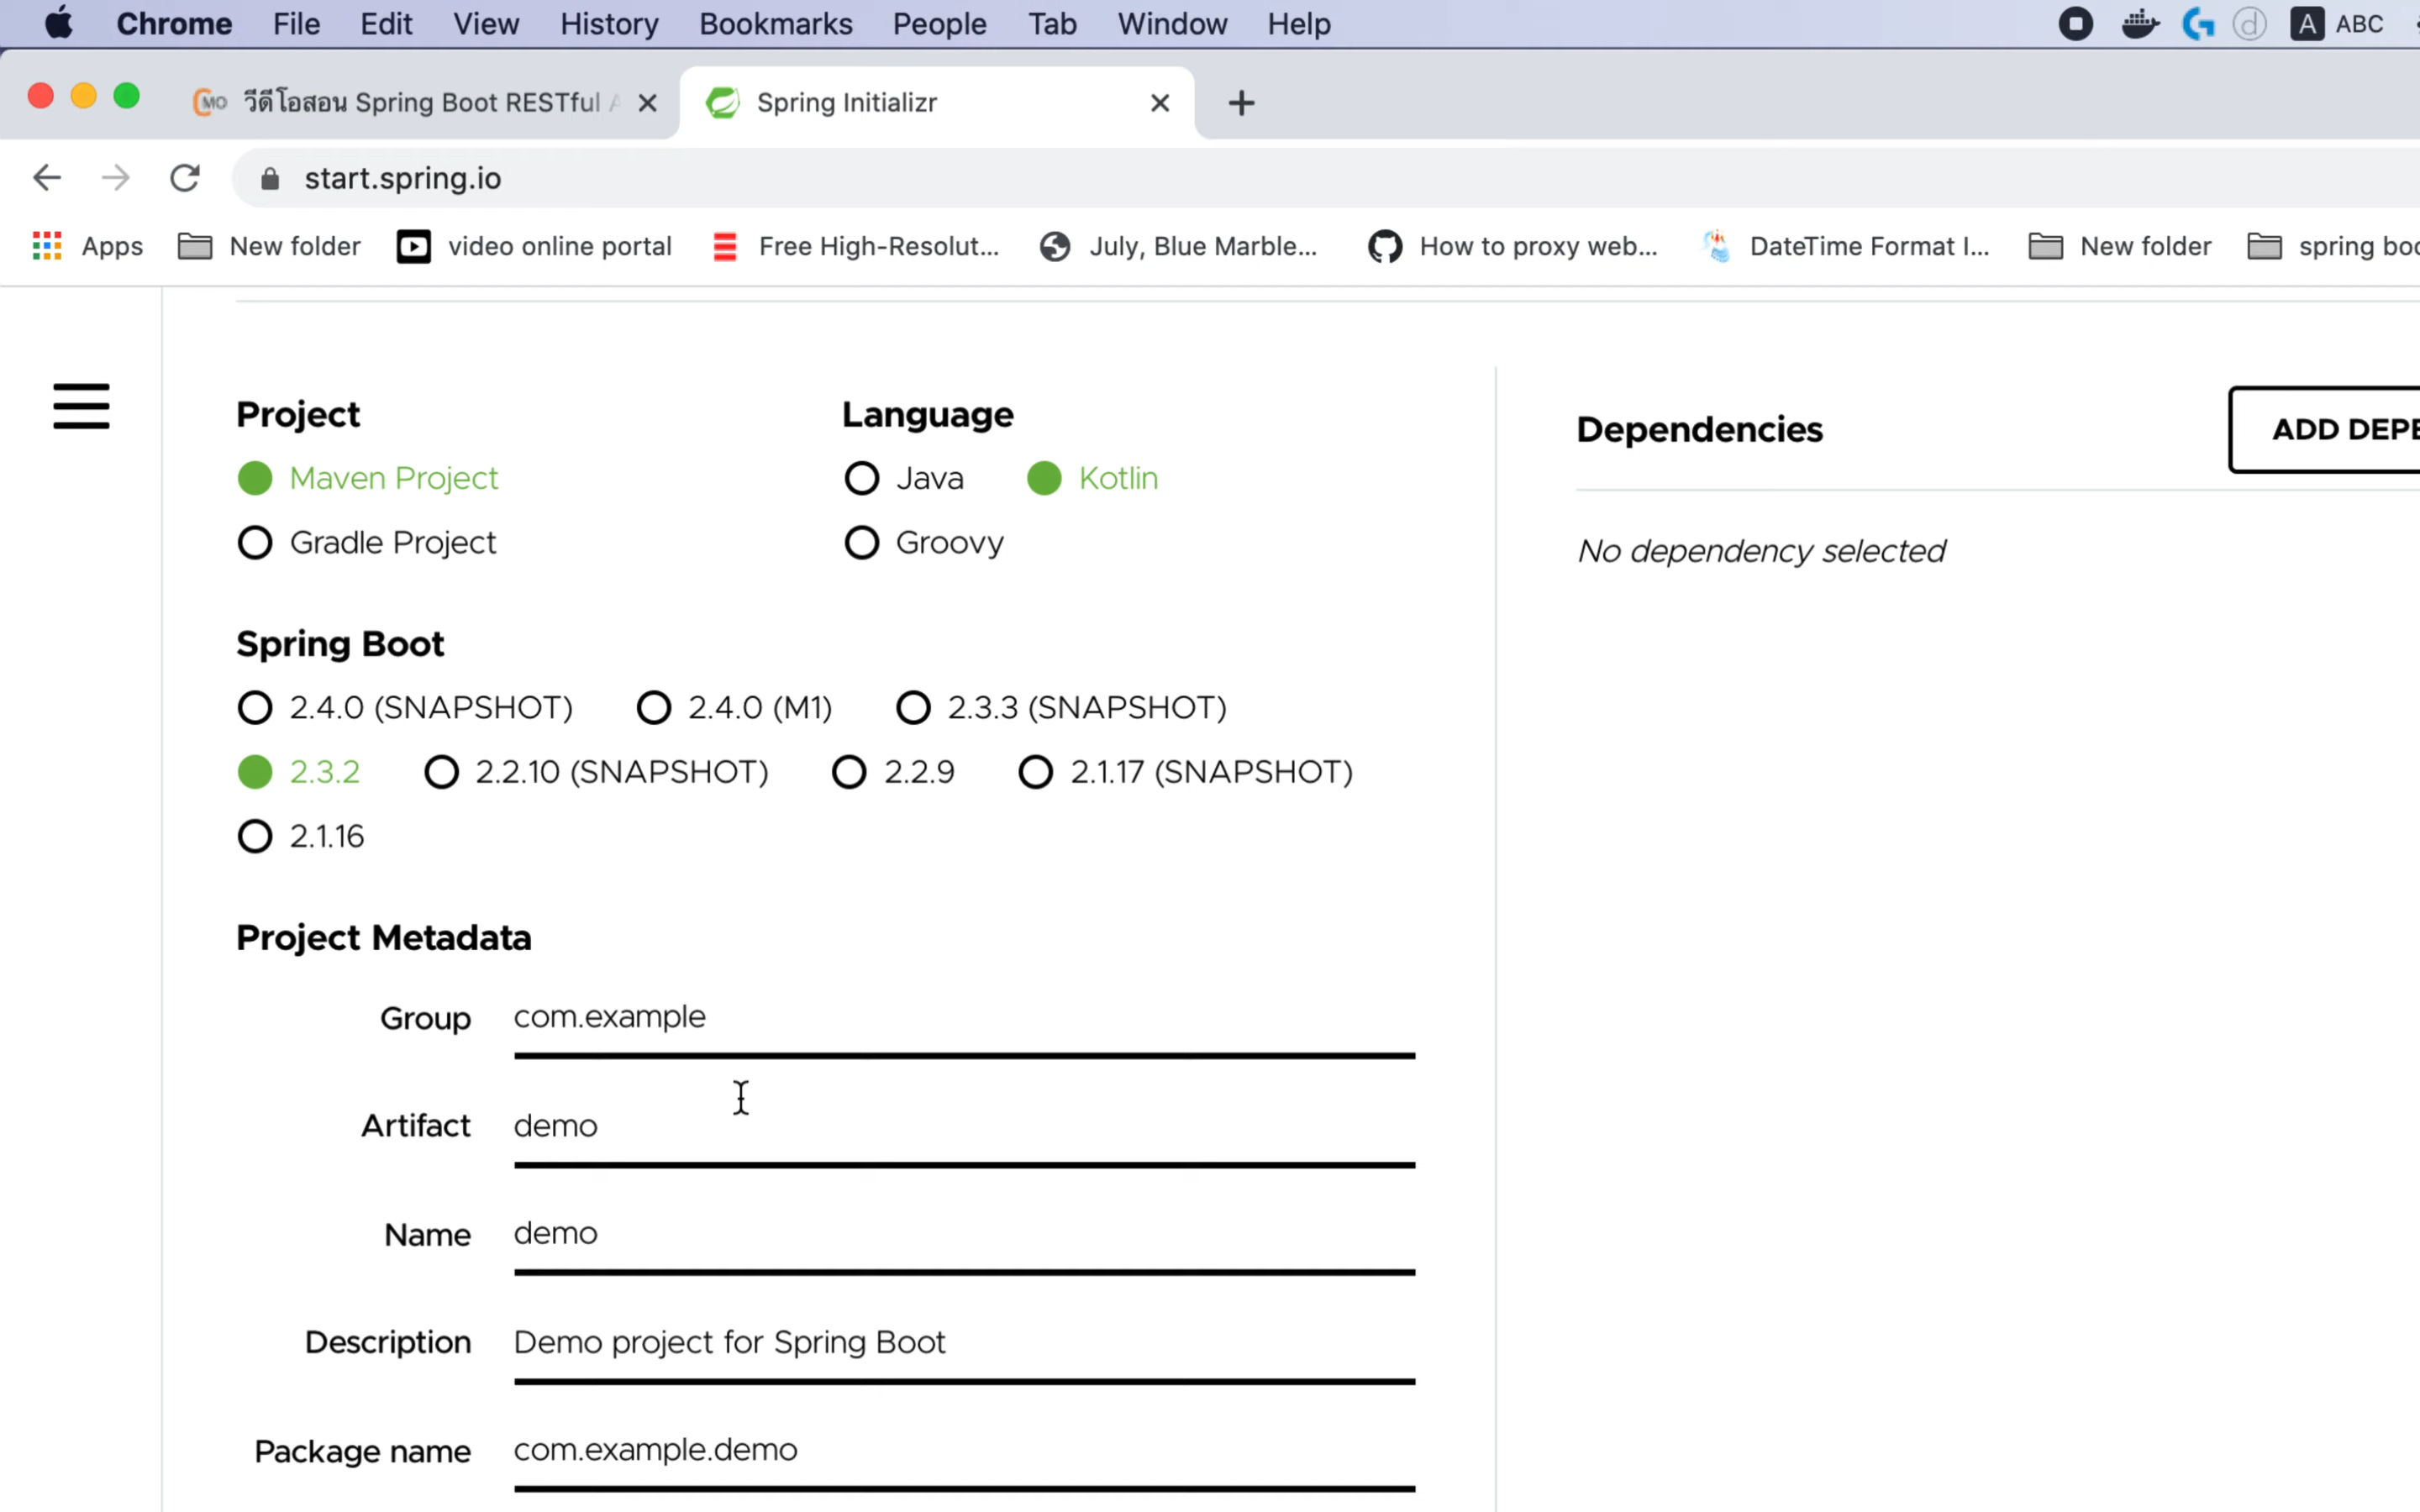 Chrome File Edit View History Bookmarks People Tab Window Help A ABC
CMO วีดีโอสอน Spring Boot RESTful Spring Initializr
start.spring.io
Apps New folder video online portal Free High-Resolut... July, Blue Marble... How to proxy web... DateTime Format I... New folder spring
Project Language Dependencies ADD
Maven Project Java Kotlin
Gradle Project Groovy No dependency selected
Spring Boot
2.4.0 (SNAPSHOT) 2.4.0 (M1) 2.3.3 (SNAPSHOT)
2.3.2 2.2.10 (SNAPSHOT) 2.2.9 2.1.17 (SNAPSHOT)
2.1.16
Project Metadata
Group com.example
Artifact demo
Name demo
Description Demo project for Spring Boot
Package name com.example.demo